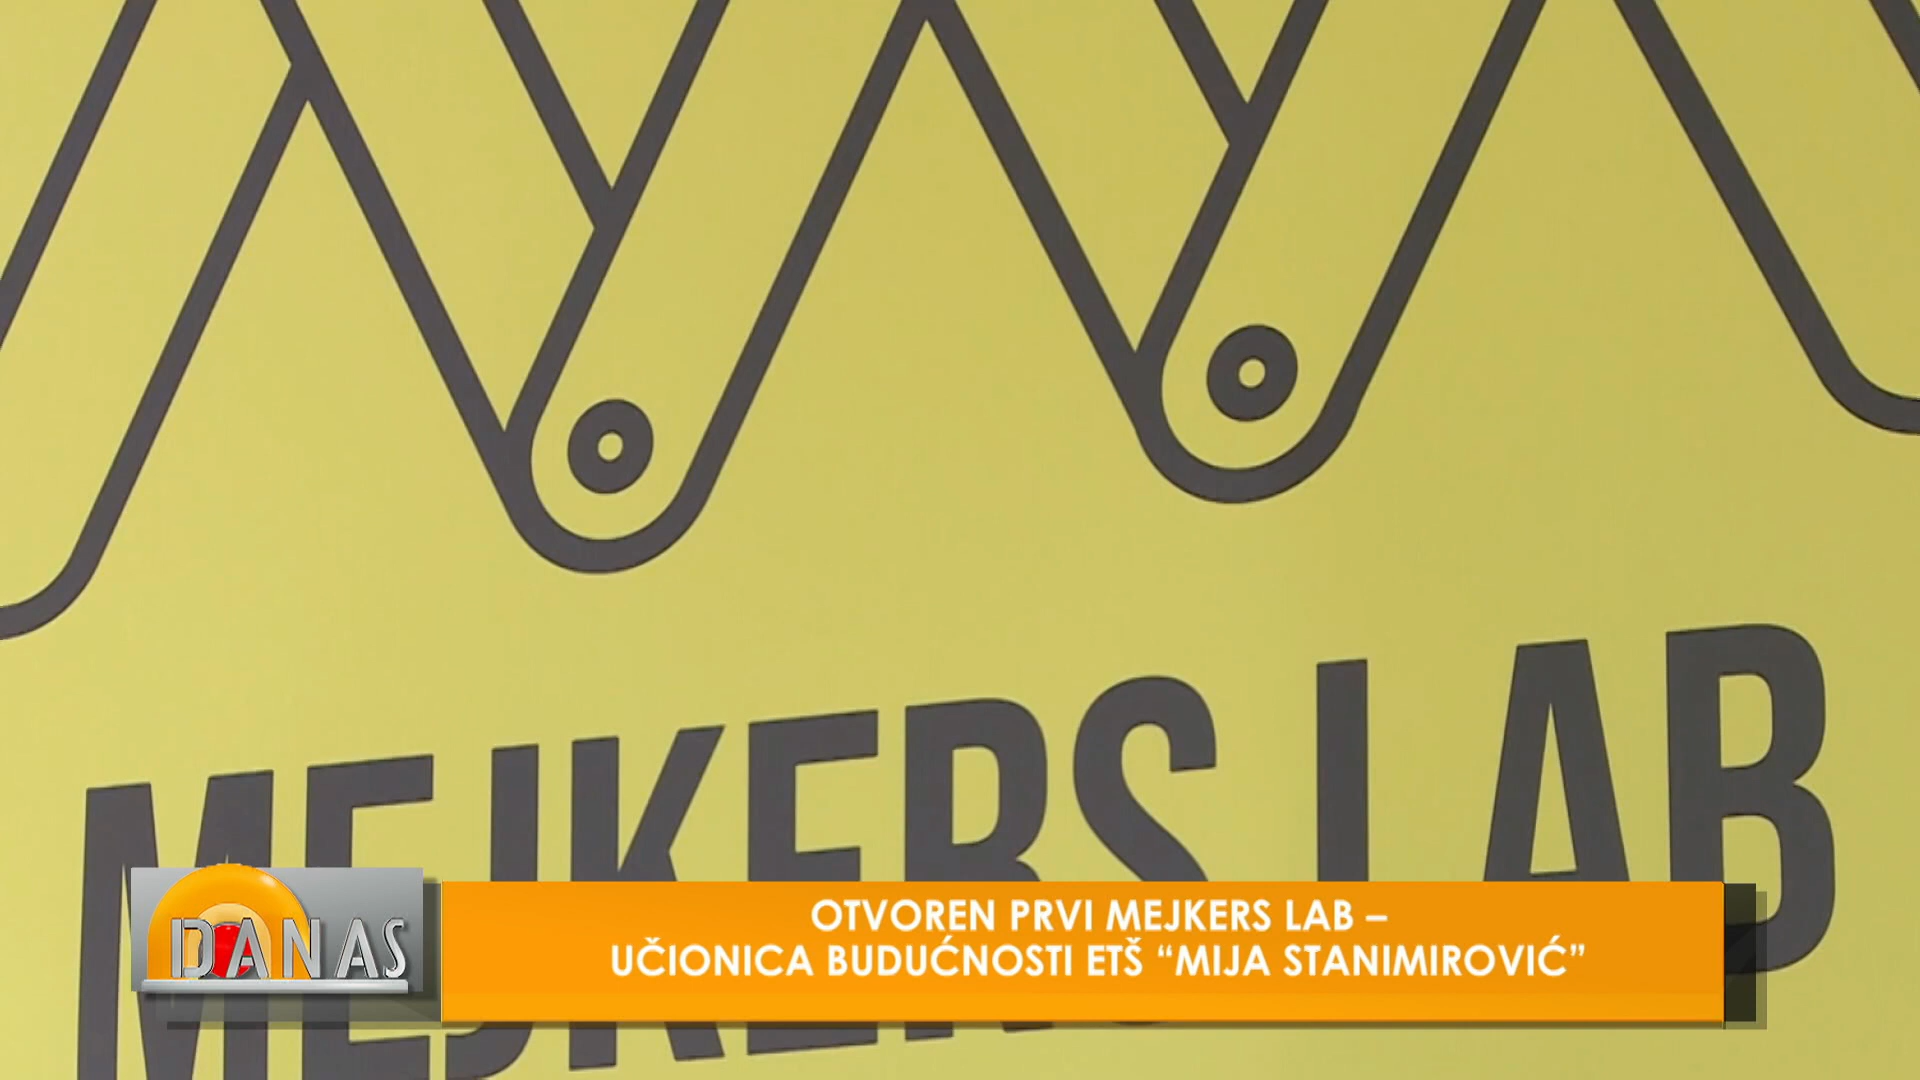 MEJKERS LAB
DANAS
OTVOREN PRVI MEJKERS LAB –
UČIONICA BUDUĆNOSTI ETŠ “MIJA STANIMIROVIĆ”